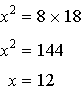 x² = 8 × 18
x² = 144
x = 12